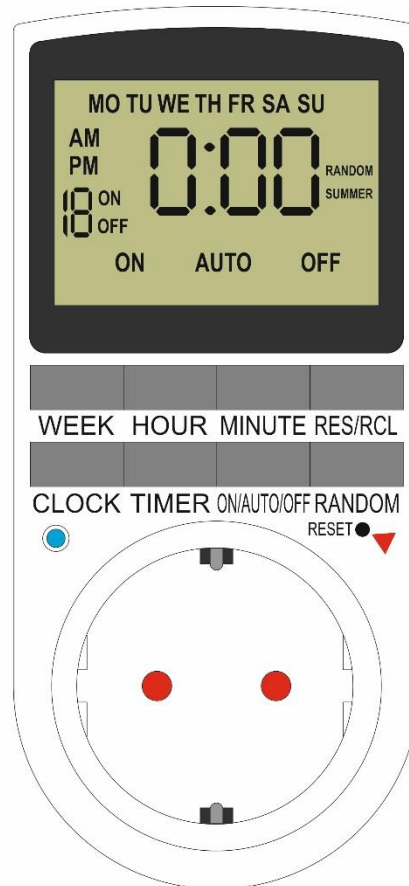 MO TU WE TH FR SA SU
AM
PM
0:00
RANDOM
SUMMER
18 ON
OFF
ON AUTO OFF
WEEK HOUR MINUTE RES/RCL
CLOCK TIMER ON/AUTO/OFF RANDOM
RESET